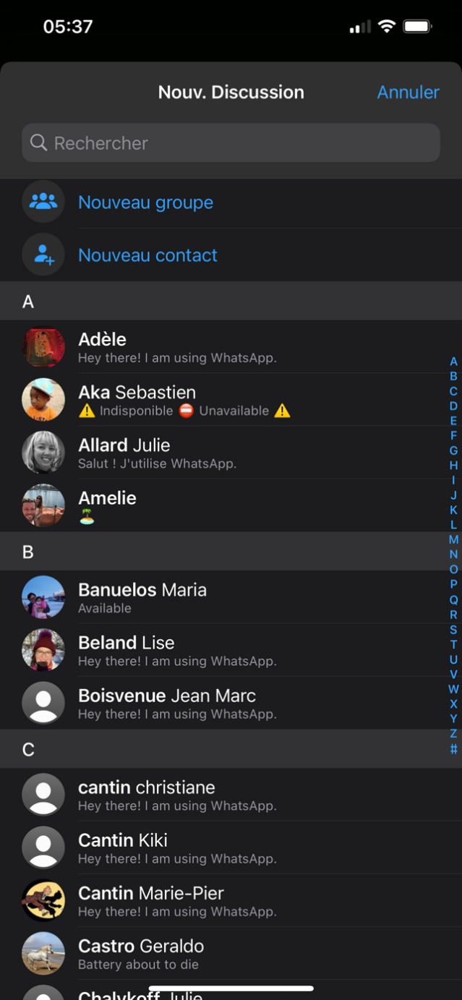 05:37
Nouv. Discussion
Annuler
Rechercher
Nouveau groupe
Nouveau contact
A
Adèle
Hey there! I am using WhatsApp.
Aka Sebastien
⚠️ Indisponible ⛔ Unavailable ⚠️
Allard Julie
Salut ! J'utilise WhatsApp.
Amelie
🏝️
B
Banuelos Maria
Available
Beland Lise
Hey there! I am using WhatsApp.
Boisvenue Jean Marc
Hey there! I am using WhatsApp.
C
cantin christiane
Hey there! I am using WhatsApp.
Cantin Kiki
Hey there! I am using WhatsApp.
Cantin Marie-Pier
Hey there! I am using WhatsApp.
Castro Geraldo
Battery about to die
Chalykoff Julie
A
B
C
D
E
F
G
H
I
J
K
L
M
N
O
P
Q
R
S
T
U
V
W
X
Y
Z
#